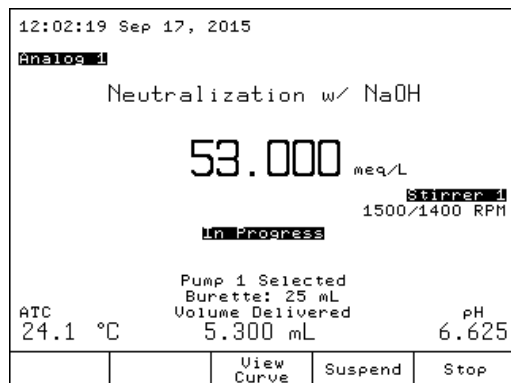 12:02:19 Sep 17, 2015
Analog 1
Neutralization w/ NaOH
53.000 meq/L
Stirrer 1
1500/1400 RPM
In Progress
Pump 1 Selected
Burette: 25 mL
ATC Volume Delivered pH
24.1 °C 5.300 mL 6.625
View Curve Suspend Stop